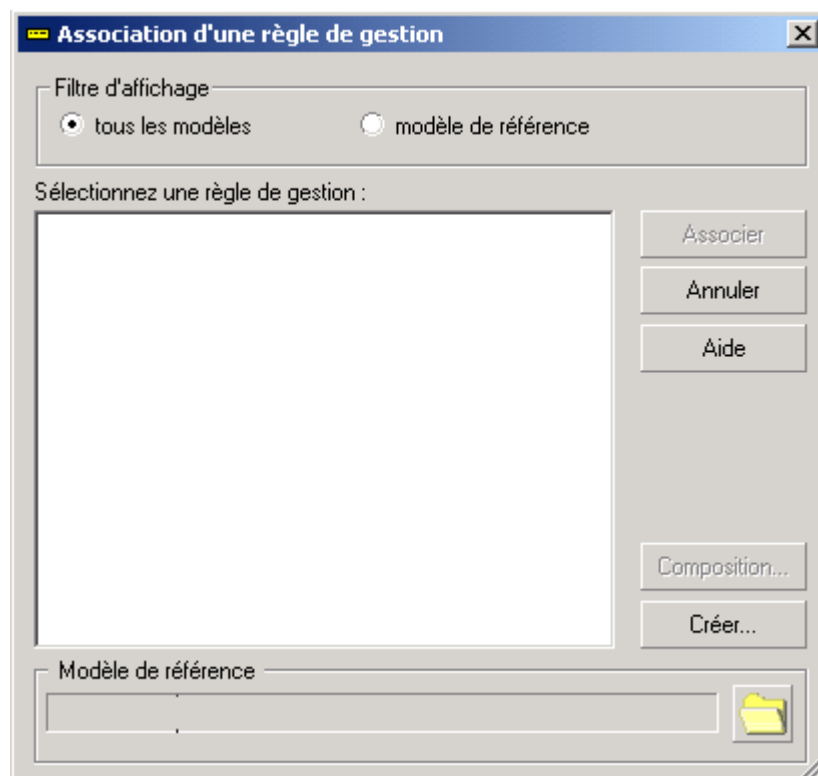 Association d'une règle de gestion
Filtre d'affichage
tous les modèles modèle de référence
Sélectionnez une règle de gestion :
Associer
Annuler
Aide
Composition...
Créer...
Modèle de référence